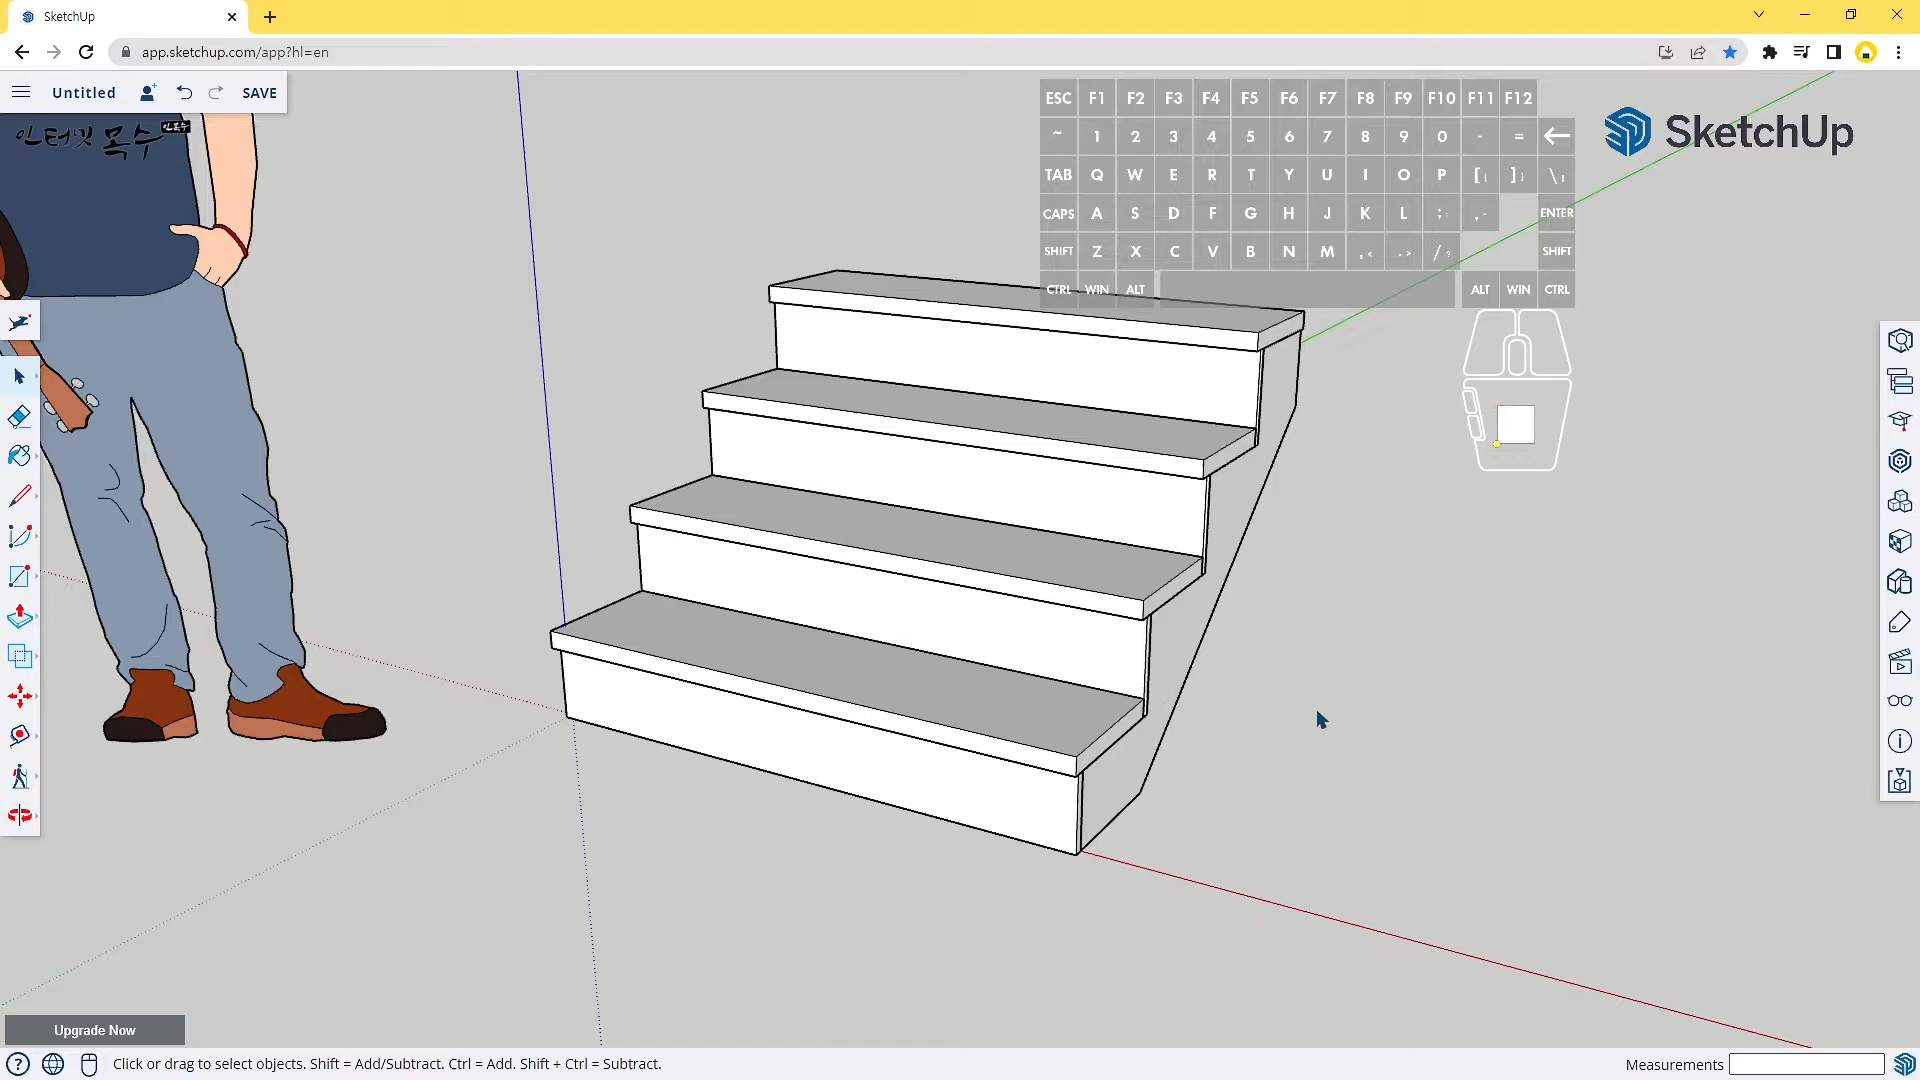 SketchUp
app.sketchup.com/app?hl=en
Untitled
SAVE
인터넷 목수
ESC F1 F2 F3 F4 F5 F6 F7 F8 F9 F10 F11 F12
~ 1 2 3 4 5 6 7 8 9 0 - = ←
TAB Q W E R T Y U I O P [{ ]} \
CAPS A S D F G H J K L ; ENTER
SHIFT Z X C V B N M ,< .> /? SHIFT
CTRL WIN ALT ALT WIN CTRL
SketchUp
Upgrade Now
Click or drag to select objects. Shift = Add/Subtract. Ctrl = Add. Shift + Ctrl = Subtract.
Measurements